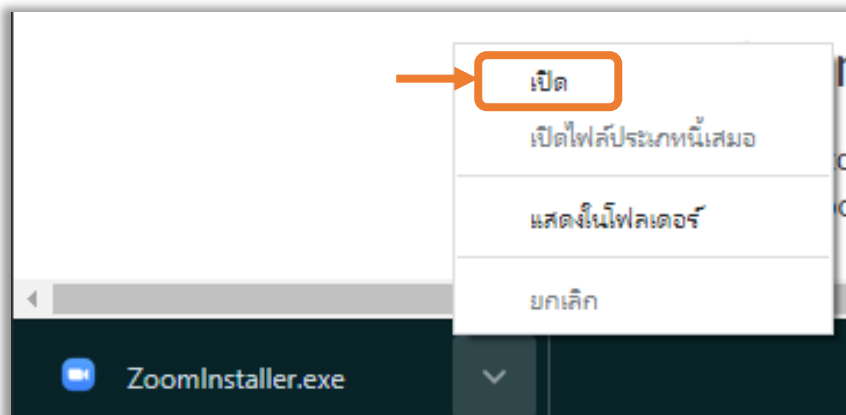 เปิด
เปิดไฟล์ประเภทนี้เสมอ
แสดงในโฟลเดอร์
ยกเลิก
ZoomInstaller.exe